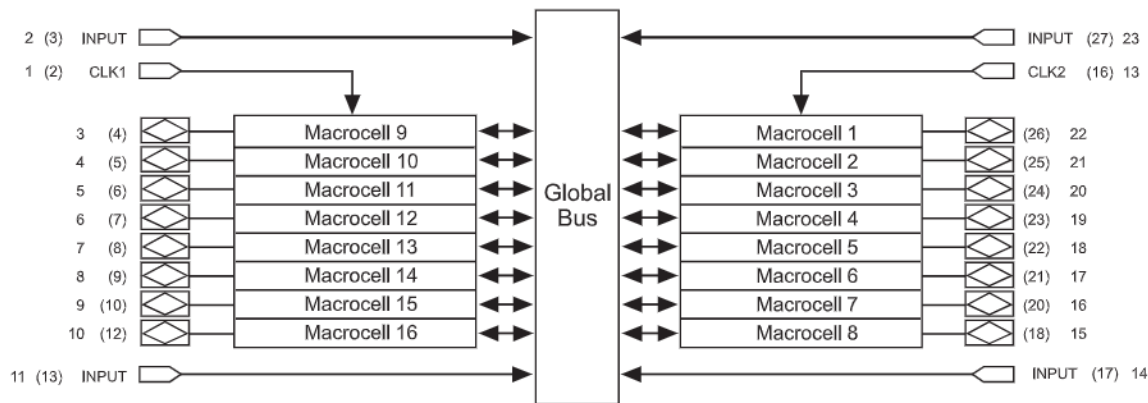 2 (3) INPUT
INPUT (27) 23
1 (2) CLK1
CLK2 (16) 13
3 (4) Macrocell 9
Macrocell 1 (26) 22
4 (5) Macrocell 10
Macrocell 2 (25) 21
5 (6) Macrocell 11
Macrocell 3 (24) 20
6 (7) Macrocell 12
Macrocell 4 (23) 19
7 (8) Macrocell 13
Macrocell 5 (22) 18
8 (9) Macrocell 14
Macrocell 6 (21) 17
9 (10) Macrocell 15
Macrocell 7 (20) 16
10 (12) Macrocell 16
Macrocell 8 (18) 15
Global
Bus
11 (13) INPUT
INPUT (17) 14